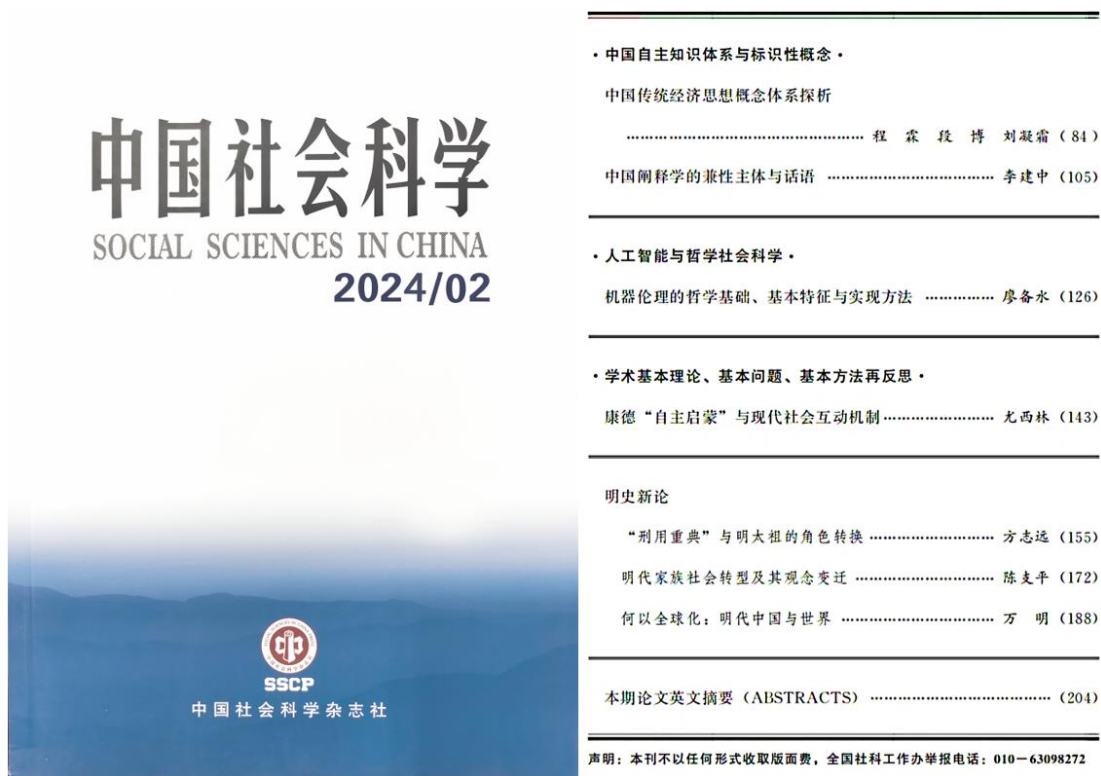 中国社会科学
SOCIAL SCIENCES IN CHINA
2024/02
SSCP
中国社会科学杂志社
·中国自主知识体系与标识性概念·
中国传统经济思想概念体系探析
…………………………………… 程 霖 段 博 刘凝霜(84)
中国阐释学的兼性主体与话语 ………………………… 李建中(105)
·人工智能与哲学社会科学·
机器伦理的哲学基础、基本特征与实现方法 ………… 廖备水(126)
·学术基本理论、基本问题、基本方法再反思·
康德“自主启蒙”与现代社会互动机制………………… 尤西林(143)
明史新论
“刑用重典”与明太祖的角色转换 ………………… 方志远(155)
明代家族社会转型及其观念变迁 …………………… 陈支平(172)
何以全球化：明代中国与世界 ……………………… 万 明(188)
本期论文英文摘要(ABSTRACTS) …………………………(204)
声明：本刊不以任何形式收取版面费，全国社科工作办举报电话：010－63098272